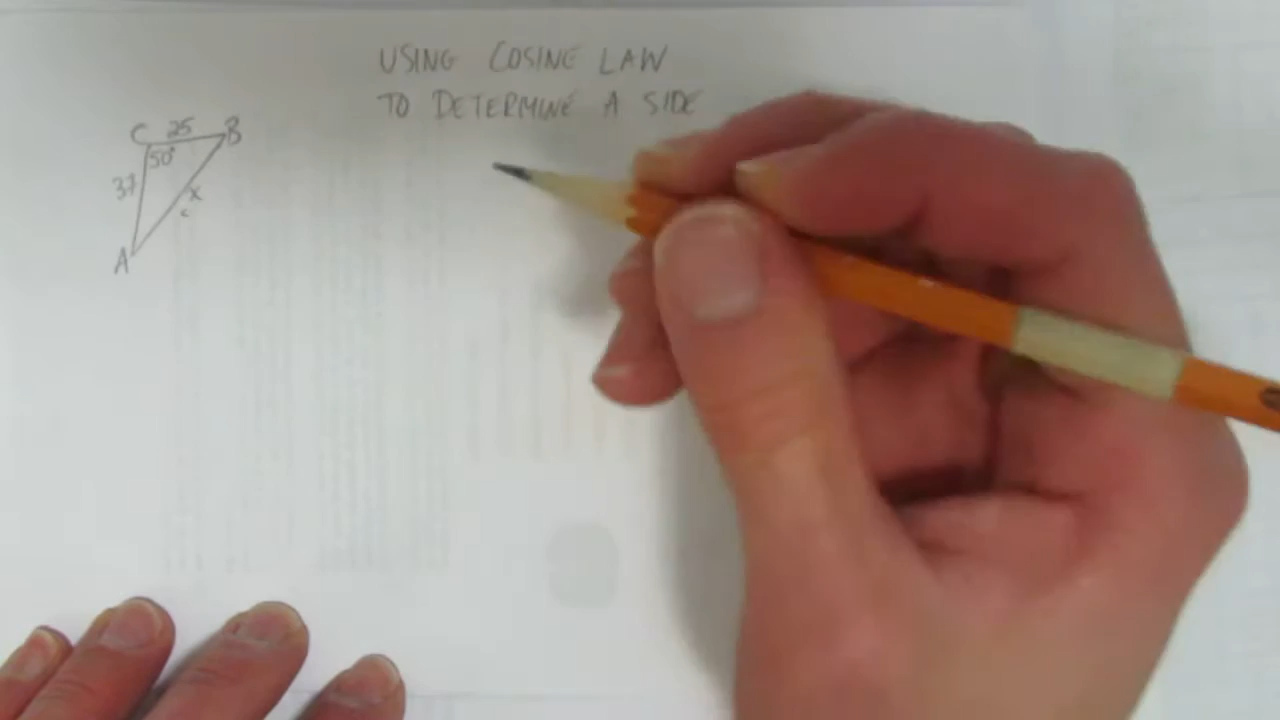 USING COSINE LAW
TO DETERMINE A SIDE
C 25 B
50°
37
x
c
A